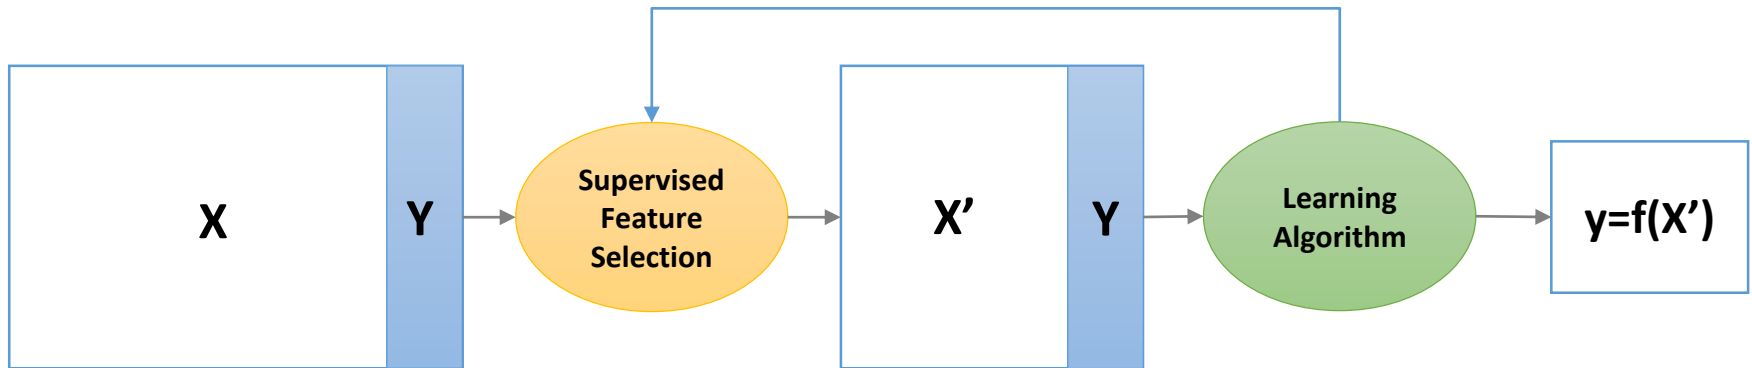 X
Y
Supervised
Feature
Selection
X’
Y
Learning
Algorithm
y=f(X’)